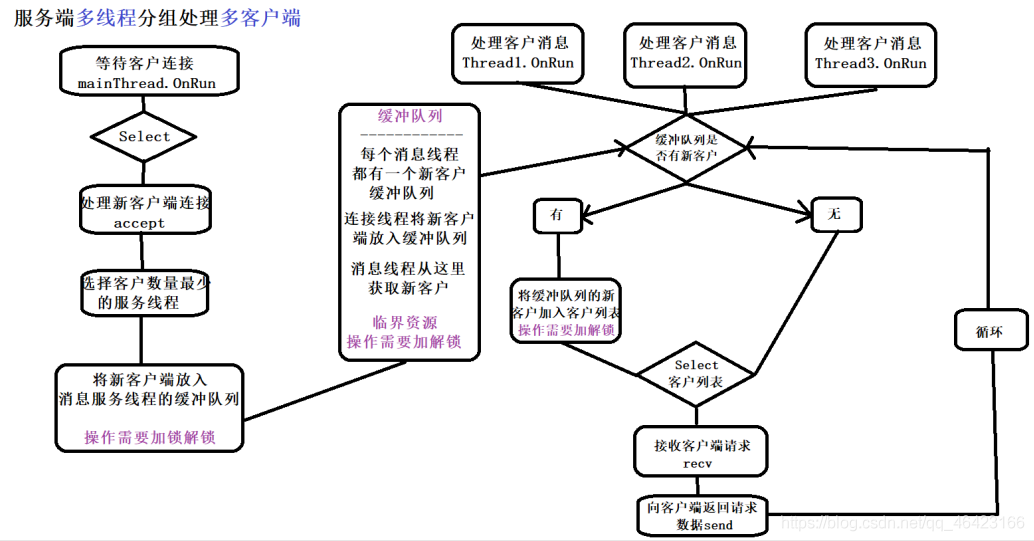 服务端多线程分组处理多客户端
等待客户连接
mainThread.OnRun
Select
处理新客户端连接
accept
选择客户数量最少
的服务线程
将新客户端放入
消息服务线程的缓冲队列
操作需要加锁解锁
缓冲队列
------------
每个消息线程
都有一个新客户
缓冲队列
连接线程将新客户
端放入缓冲队列
消息线程从这里
获取新客户
临界资源
操作需要加解锁
处理客户消息
Thread1.OnRun
处理客户消息
Thread2.OnRun
处理客户消息
Thread3.OnRun
缓冲队列是
否有新客户
有
无
将缓冲队列的新
客户加入客户列表
操作需要加解锁
Select
客户列表
接收客户端请求
recv
向客户端返回请求
数据send
循环
https://blog.csdn.net/qq_46423166